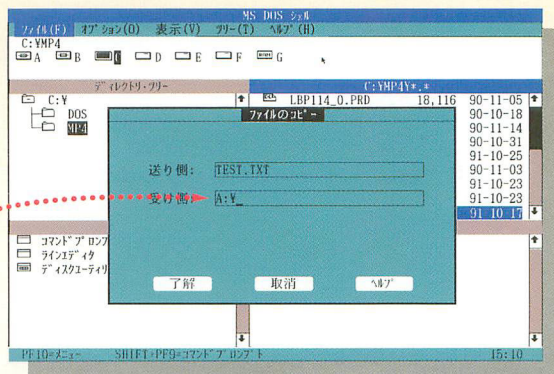 MS DOS シェル
ファイル(F) オプション(O) 表示(V) ツリー(T) ヘルプ(H)
C:¥MP4
A B C D E F G
ディレクトリ・ツリー
C:¥MP4¥*.*
C:¥
DOS
MP4
LBP114_0.PRD 18,116 90-11-05
90-10-18
90-11-14
90-10-31
91-10-25
90-11-03
91-10-23
91-10-23
91 10 17
ファイルのコピー
送り側: TEST.TXT
受け側: A:¥_
了解 取消 ヘルプ
コマンドプロンプ
ラインエディタ
ディスクユーティリ
PF10=メニュー SHIFT+PF9=コマンドプロンプト 15:10